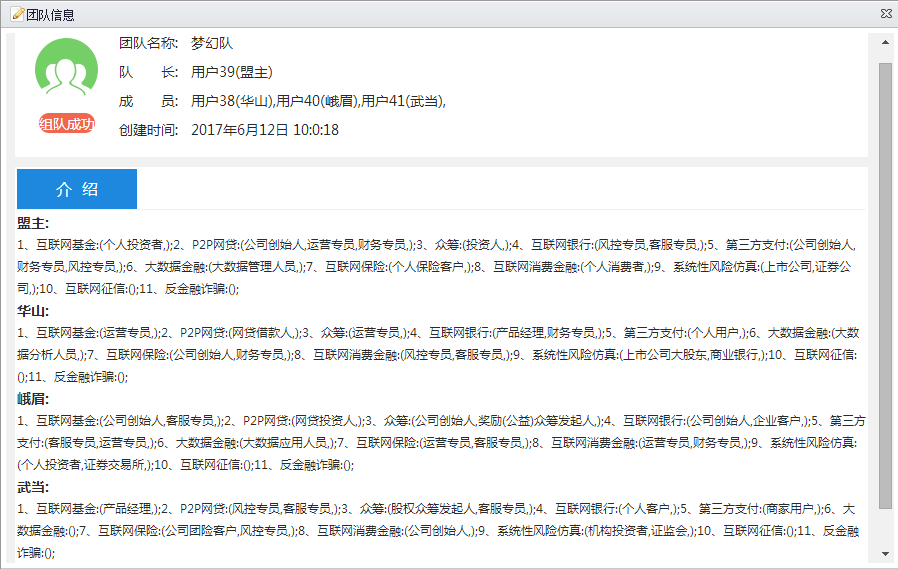 团队信息
团队名称: 梦幻队
队 长: 用户39(盟主)
成 员: 用户38(华山),用户40(峨眉),用户41(武当),
组队成功
创建时间: 2017年6月12日 10:0:18
介 绍
盟主:
1、互联网基金:(个人投资者,);2、P2P网贷:(公司创始人,运营专员,财务专员,);3、众筹:(投资人,);4、互联网银行:(风控专员,客服专员,);5、第三方支付:(公司创始人,
财务专员,风控专员,);6、大数据金融:(大数据管理人员,);7、互联网保险:(个人保险客户,);8、互联网消费金融:(个人消费者,);9、系统性风险仿真:(上市公司,证券公
司,);10、互联网征信:();11、反金融诈骗:();
华山:
1、互联网基金:(运营专员,);2、P2P网贷:(网贷借款人,);3、众筹:(运营专员,);4、互联网银行:(产品经理,财务专员,);5、第三方支付:(个人用户,);6、大数据金融:(大数
据分析人员,);7、互联网保险:(公司创始人,财务专员,);8、互联网消费金融:(风控专员,客服专员,);9、系统性风险仿真:(上市公司大股东,商业银行,);10、互联网征信:
();11、反金融诈骗:();
峨眉:
1、互联网基金:(公司创始人,客服专员,);2、P2P网贷:(网贷投资人,);3、众筹:(公司创始人,奖励(公益)众筹发起人,);4、互联网银行:(公司创始人,企业客户,);5、第三方
支付:(客服专员,运营专员,);6、大数据金融:(大数据应用人员,);7、互联网保险:(运营专员,客服专员,);8、互联网消费金融:(运营专员,财务专员,);9、系统性风险仿真:
(个人投资者,证券交易所,);10、互联网征信:();11、反金融诈骗:();
武当:
1、互联网基金:(产品经理,);2、P2P网贷:(风控专员,客服专员,);3、众筹:(股权众筹发起人,客服专员,);4、互联网银行:(个人客户,);5、第三方支付:(商家用户,);6、大
数据金融:();7、互联网保险:(公司团险客户,风控专员,);8、互联网消费金融:(公司创始人,);9、系统性风险仿真:(机构投资者,证监会,);10、互联网征信:();11、反金融
诈骗:();